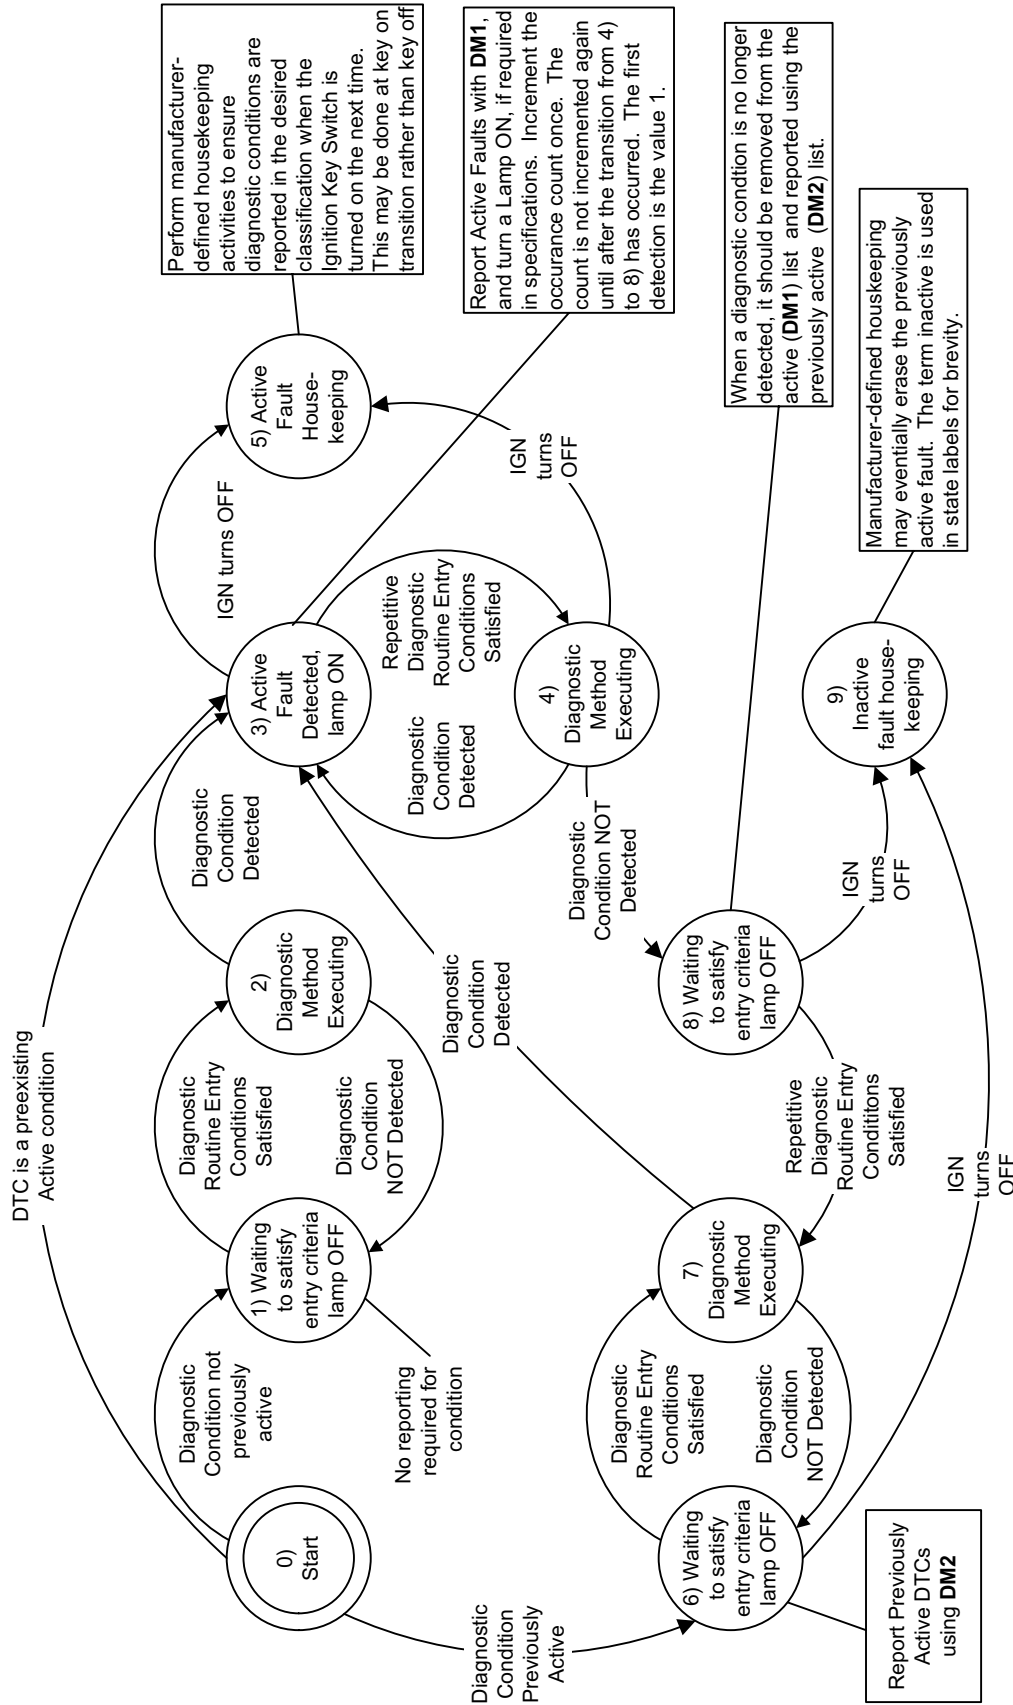 DTC is a preexisting
Active condition
Diagnostic
Condition not
previously
active
Diagnostic
Routine Entry
Conditions
Satisfied
Diagnostic
Condition
Detected
IGN turns OFF
Perform manufacturer-
defined housekeeping
activities to ensure
diagnostic conditions are
reported in the desired
classification when the
Ignition Key Switch is
turned on the next time.
This may be done at key on
transition rather than key off
0)
Start
1) Waiting
to satisfy
entry criteria
lamp OFF
2)
Diagnostic
Method
Executing
3) Active
Fault
Detected,
lamp ON
5) Active
Fault
House-
keeping
No reporting
required for
condition
Diagnostic
Condition
NOT Detected
Diagnostic
Condition
Detected
Repetitive
Diagnostic
Routine Entry
Conditions
Satisfied
Report Active Faults with DM1,
and turn a Lamp ON, if required
in specifications. Increment the
occurance count once. The
count is not incremented again
until after the transition from 4)
to 8) has occurred. The first
detection is the value 1.
Diagnostic
Condition
Previously
Active
Diagnostic
Condition
Detected
4)
Diagnostic
Method
Executing
IGN
turns
OFF
Diagnostic
Condition NOT
Detected
Diagnostic
Routine Entry
Conditions
Satisfied
6) Waiting
to satisfy
entry criteria
lamp OFF
7)
Diagnostic
Method
Executing
8) Waiting
to satisfy
entry criteria
lamp OFF
When a diagnostic condtion is no longer
detected, it should be removed from the
active (DM1) list and reported using the
previously active (DM2) list.
Diagnostic
Condition
NOT Detected
Repetitive
Diagnostic
Routine Entry
Condititons
Satisfied
IGN
turns
OFF
9)
Inactive
fault house-
keeping
Manufacturer-defined houskeeping
may eventially erase the previously
active fault. The term inactive is used
in state labels for brevity.
Report Previously
Active DTCs
using DM2
IGN
turns
OFF